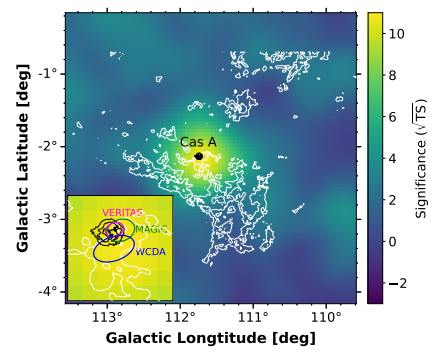 -1°
-2°
-3°
-4°
Galactic Latitude [deg]
Cas A
VERITAS
MAGIC
WCDA
113°
112°
111°
110°
Galactic Longtitude [deg]
10
8
6
4
2
0
−2
Significance (√TS)